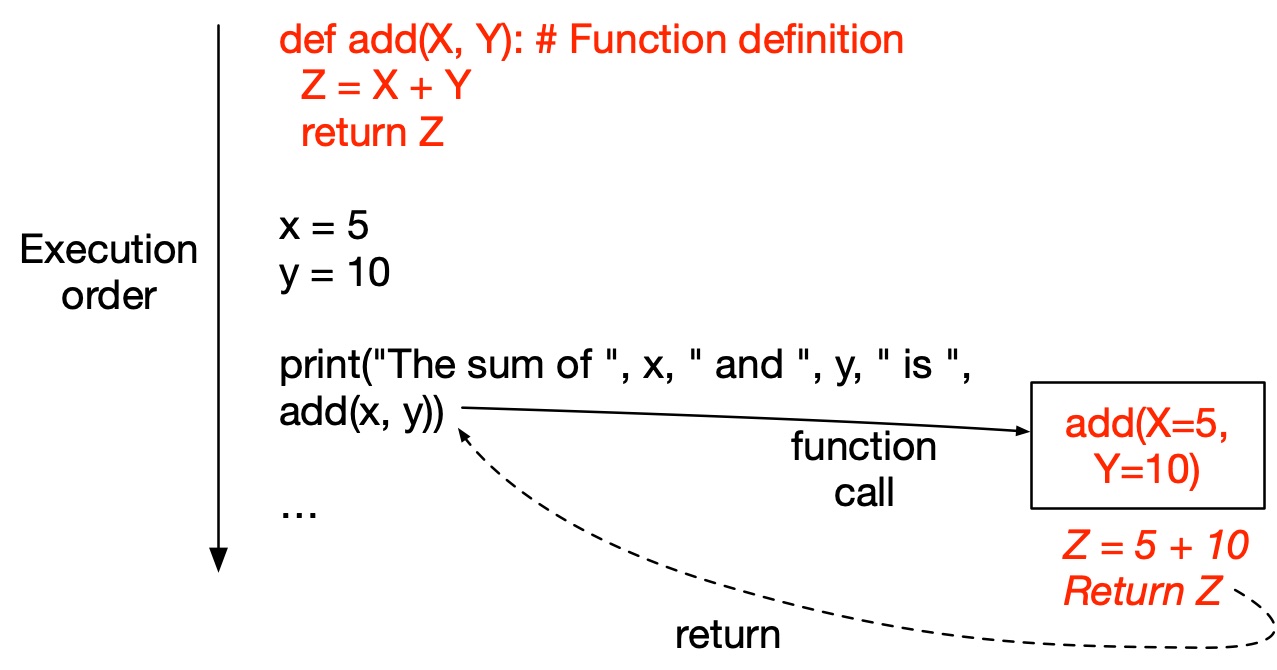 def add(X, Y): # Function definition
Z = X + Y
return Z
x = 5
y = 10
Execution
order
print("The sum of ", x, " and ", y, " is ",
add(x, y))
function
call
add(X=5,
Y=10)
...
Z = 5 + 10
Return Z
return